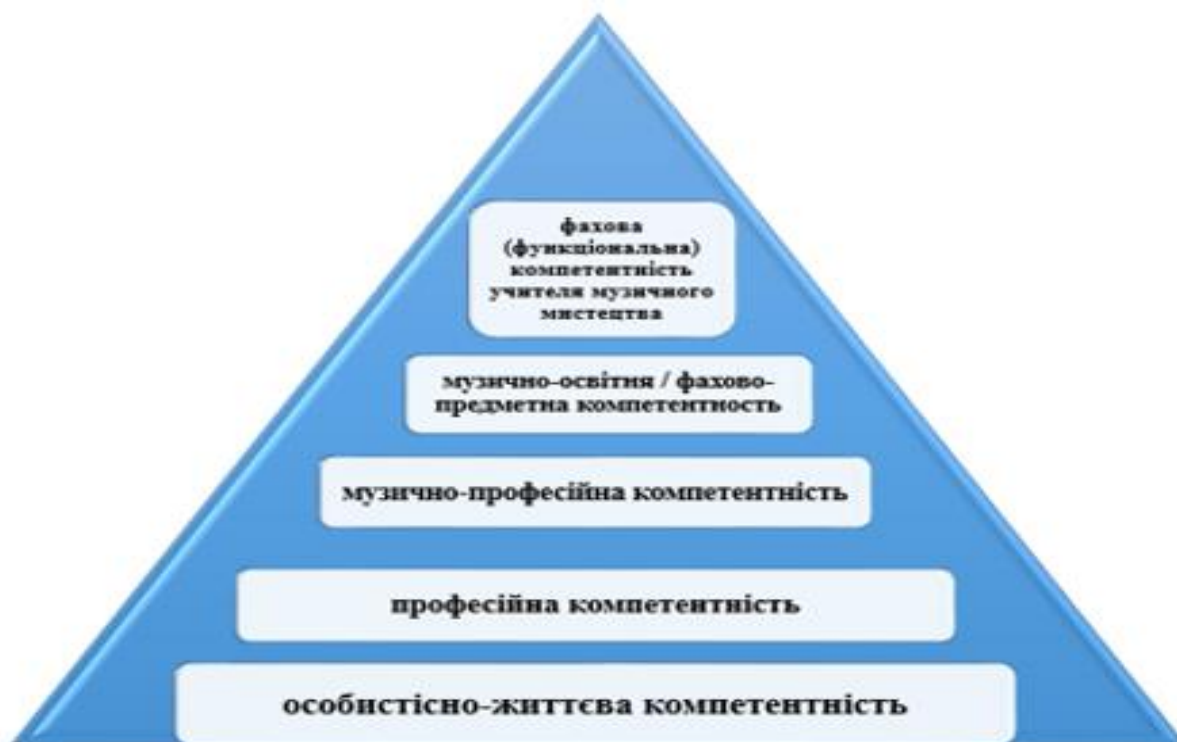 фахова
(функціональна)
компетентність
учителя музичного
мистецтва
музично-освітня / фахово-
предметна компетентность
музично-професійна компетентність
професійна компетентність
особистісно-життєва компетентність